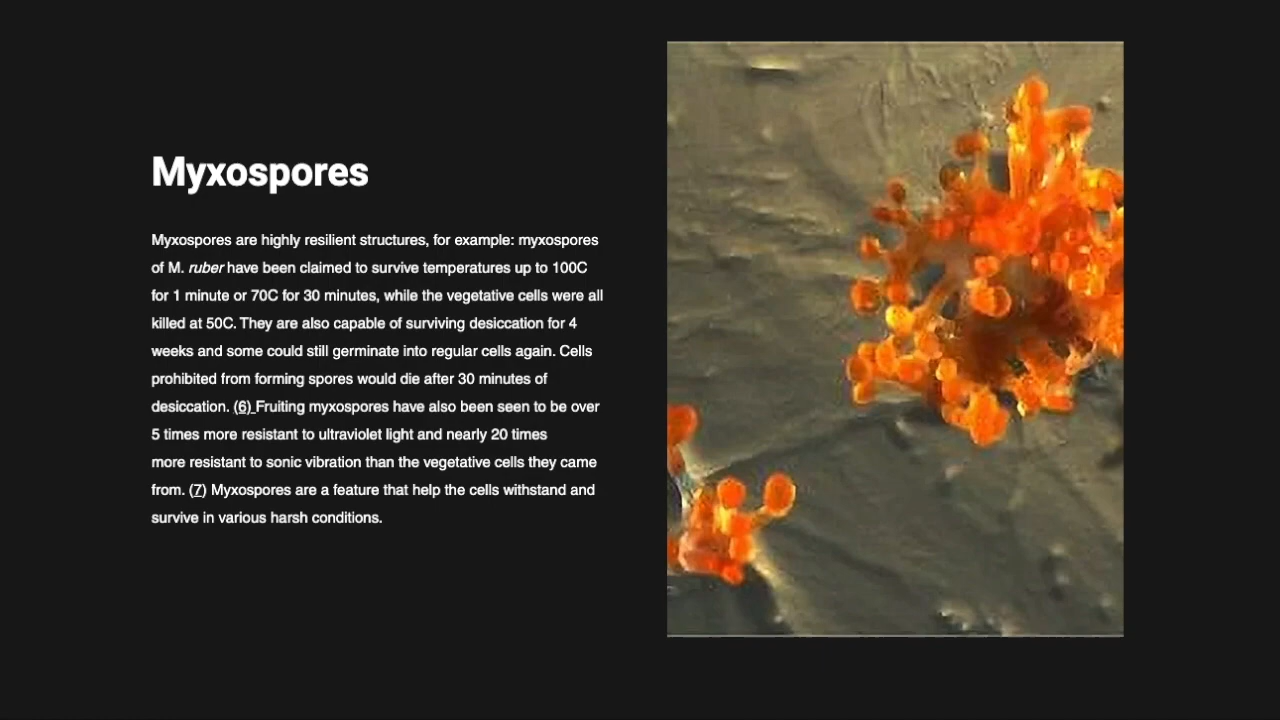 Myxospores
Myxospores are highly resilient structures, for example: myxospores
of M. ruber have been claimed to survive temperatures up to 100C
for 1 minute or 70C for 30 minutes, while the vegetative cells were all
killed at 50C. They are also capable of surviving desiccation for 4
weeks and some could still germinate into regular cells again. Cells
prohibited from forming spores would die after 30 minutes of
desiccation. (6) Fruiting myxospores have also been seen to be over
5 times more resistant to ultraviolet light and nearly 20 times
more resistant to sonic vibration than the vegetative cells they came
from. (7) Myxospores are a feature that help the cells withstand and
survive in various harsh conditions.